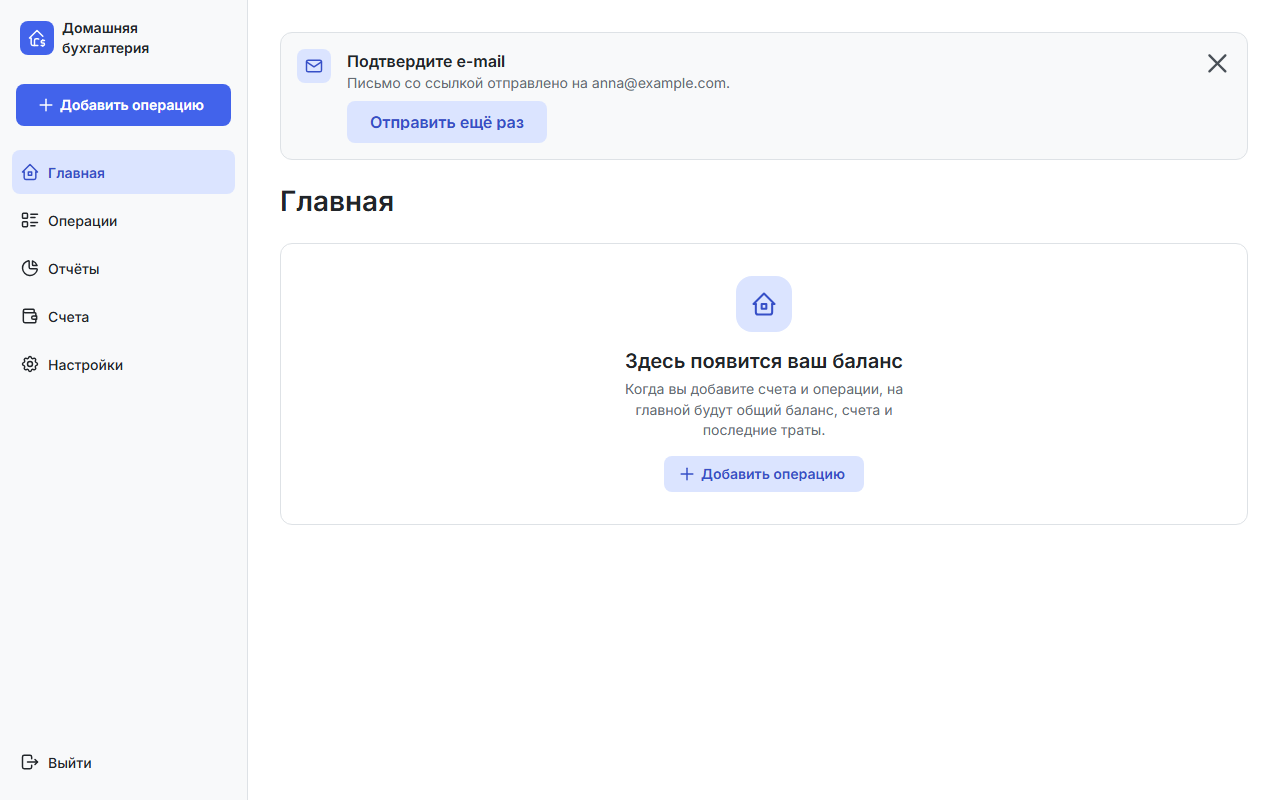 Домашняя
бухгалтерия
Добавить операцию
Главная
Операции
Отчёты
Счета
Настройки
Выйти
Подтвердите e-mail
Письмо со ссылкой отправлено на anna@example.com.
Отправить ещё раз
Главная
Здесь появится ваш баланс
Когда вы добавите счета и операции, на
главной будут общий баланс, счета и
последние траты.
Добавить операцию